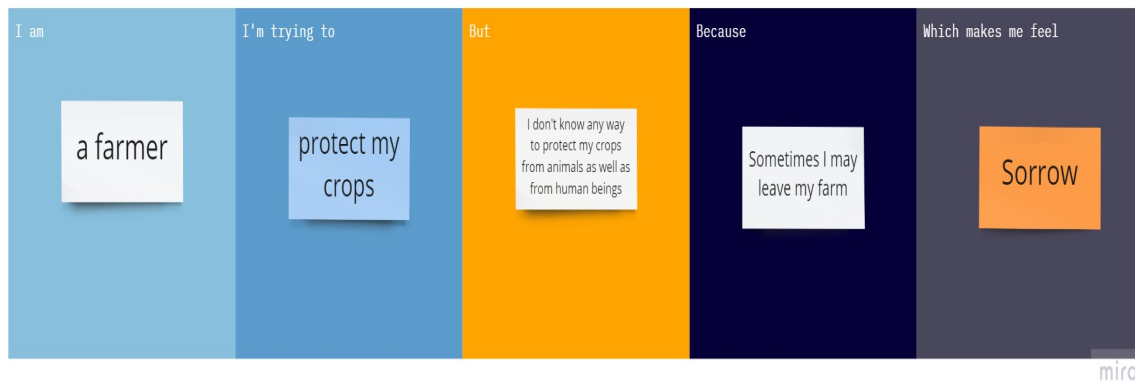 I am
a farmer
I'm trying to
protect my
crops
But
I don't know any way
to protect my crops
from animals as well as
from human beings
Because
Sometimes I may
leave my farm
Which makes me feel
Sorrow
miro